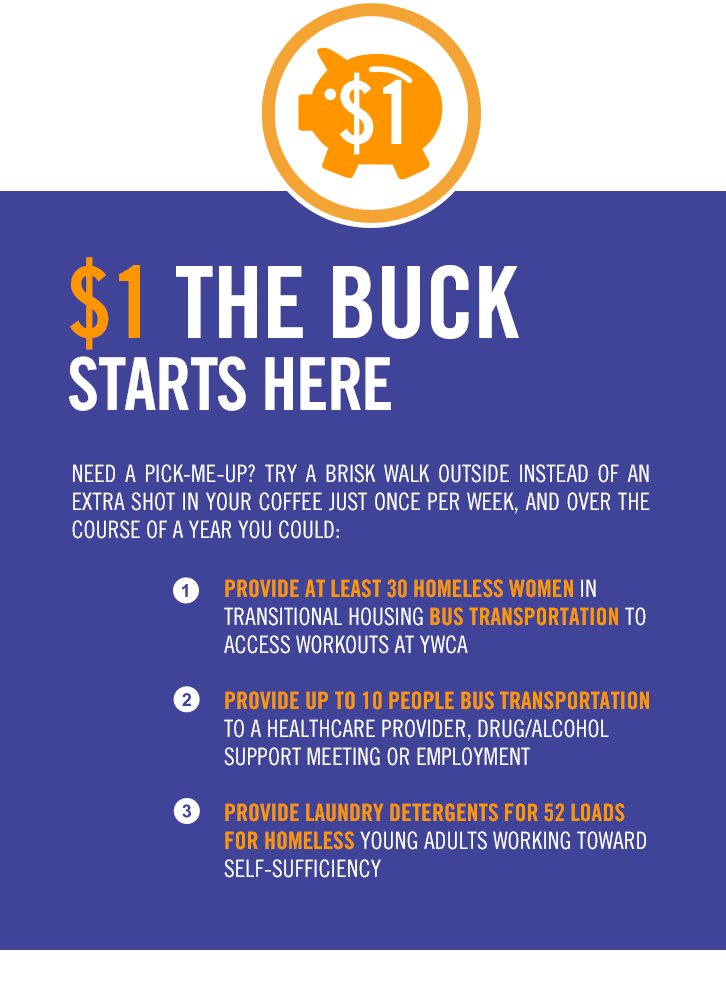 $1
$1 THE BUCK
STARTS HERE
NEED A PICK-ME-UP? TRY A BRISK WALK OUTSIDE INSTEAD OF AN
EXTRA SHOT IN YOUR COFFEE JUST ONCE PER WEEK, AND OVER THE
COURSE OF A YEAR YOU COULD:
1 PROVIDE AT LEAST 30 HOMELESS WOMEN IN
TRANSITIONAL HOUSING BUS TRANSPORTATION TO
ACCESS WORKOUTS AT YWCA
2 PROVIDE UP TO 10 PEOPLE BUS TRANSPORTATION
TO A HEALTHCARE PROVIDER, DRUG/ALCOHOL
SUPPORT MEETING OR EMPLOYMENT
3 PROVIDE LAUNDRY DETERGENTS FOR 52 LOADS
FOR HOMELESS YOUNG ADULTS WORKING TOWARD
SELF-SUFFICIENCY